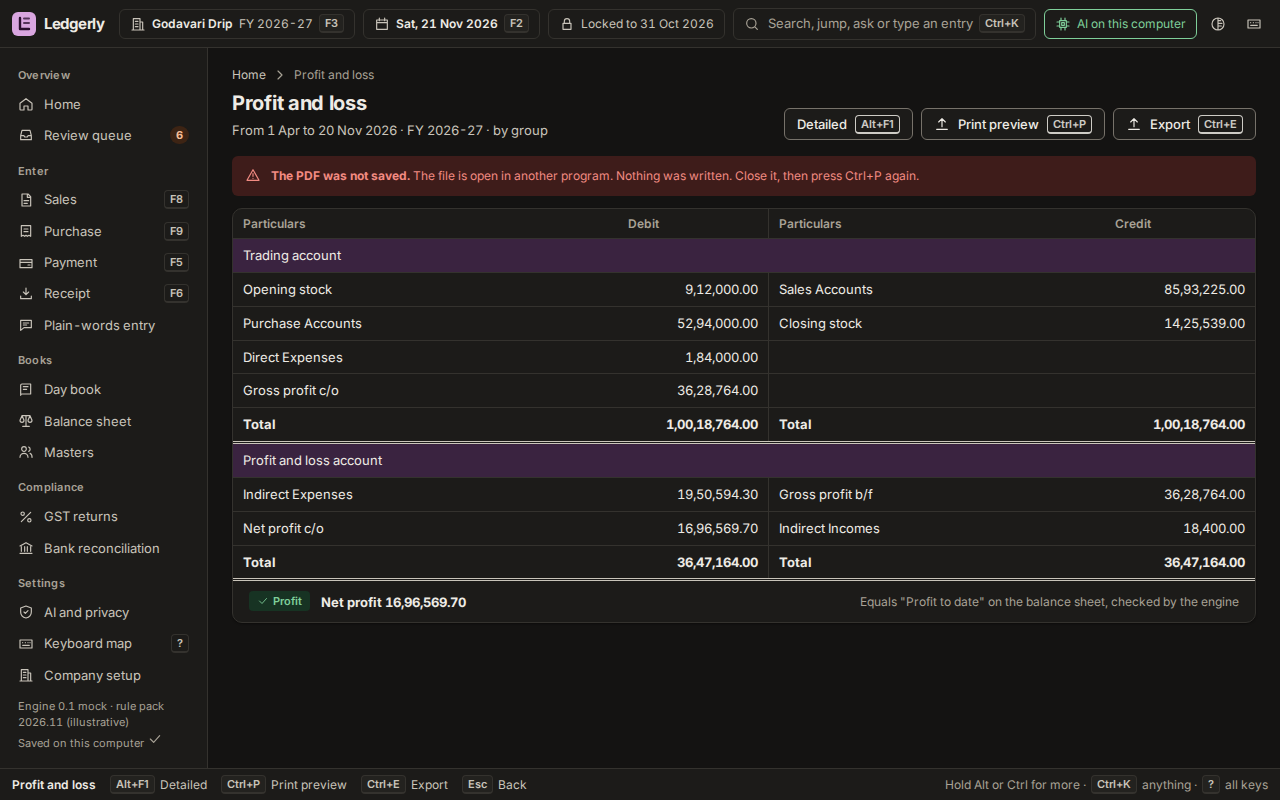 Ledgerly
Godavari Drip FY 2026-27 F3
Sat, 21 Nov 2026 F2
Locked to 31 Oct 2026
Search, jump, ask or type an entry Ctrl+K
AI on this computer
Overview
Home
Review queue 6
Enter
Sales F8
Purchase F9
Payment F5
Receipt F6
Plain-words entry
Books
Day book
Balance sheet
Masters
Compliance
GST returns
Bank reconciliation
Settings
AI and privacy
Keyboard map ?
Company setup
Engine 0.1 mock · rule pack
2026.11 (illustrative)
Saved on this computer
Home > Profit and loss
Profit and loss
From 1 Apr to 20 Nov 2026 · FY 2026-27 · by group
Detailed Alt+F1
Print preview Ctrl+P
Export Ctrl+E
The PDF was not saved. The file is open in another program. Nothing was written. Close it, then press Ctrl+P again.
Particulars Debit Particulars Credit
Trading account
Opening stock 9,12,000.00 Sales Accounts 85,93,225.00
Purchase Accounts 52,94,000.00 Closing stock 14,25,539.00
Direct Expenses 1,84,000.00
Gross profit c/o 36,28,764.00
Total 1,00,18,764.00 Total 1,00,18,764.00
Profit and loss account
Indirect Expenses 19,50,594.30 Gross profit b/f 36,28,764.00
Net profit c/o 16,96,569.70 Indirect Incomes 18,400.00
Total 36,47,164.00 Total 36,47,164.00
Profit Net profit 16,96,569.70 Equals "Profit to date" on the balance sheet, checked by the engine
Profit and loss Alt+F1 Detailed Ctrl+P Print preview Ctrl+E Export Esc Back Hold Alt or Ctrl for more · Ctrl+K anything · ? all keys